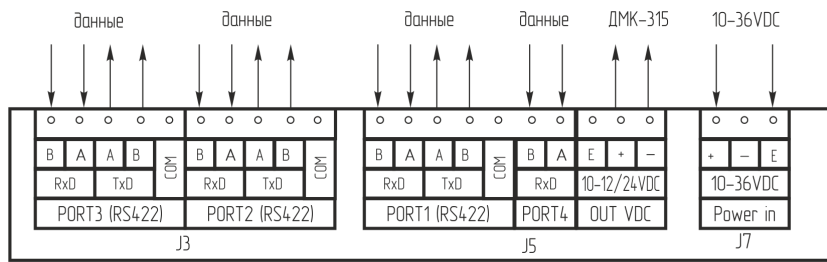 данные данные данные данные ДМК-315 10-36VDC
B A A B COM B A A B COM B A A B COM B A E + − + − E
RxD TxD RxD TxD RxD TxD RxD 10-12/24VDC 10-36VDC
PORT3 (RS422) PORT2 (RS422) PORT1 (RS422) PORT4 OUT VDC Power in
J3 J5 J7